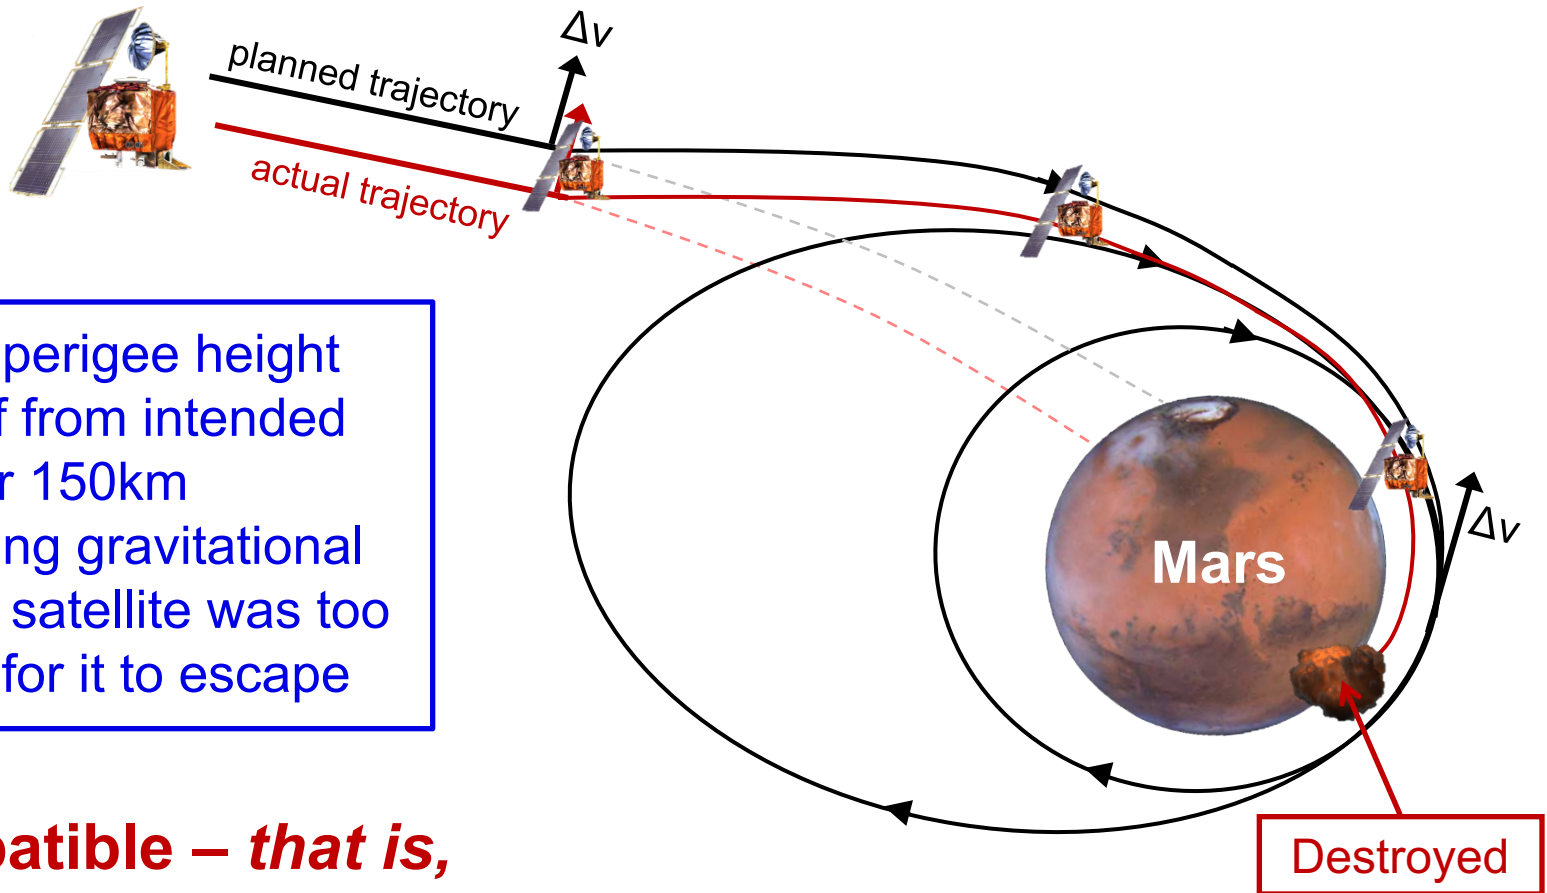 Δv
planned trajectory
actual trajectory
perigee height
f from intended
r 150km
ng gravitational
satellite was too
for it to escape
Mars
Δv
patible – that is,
Destroyed